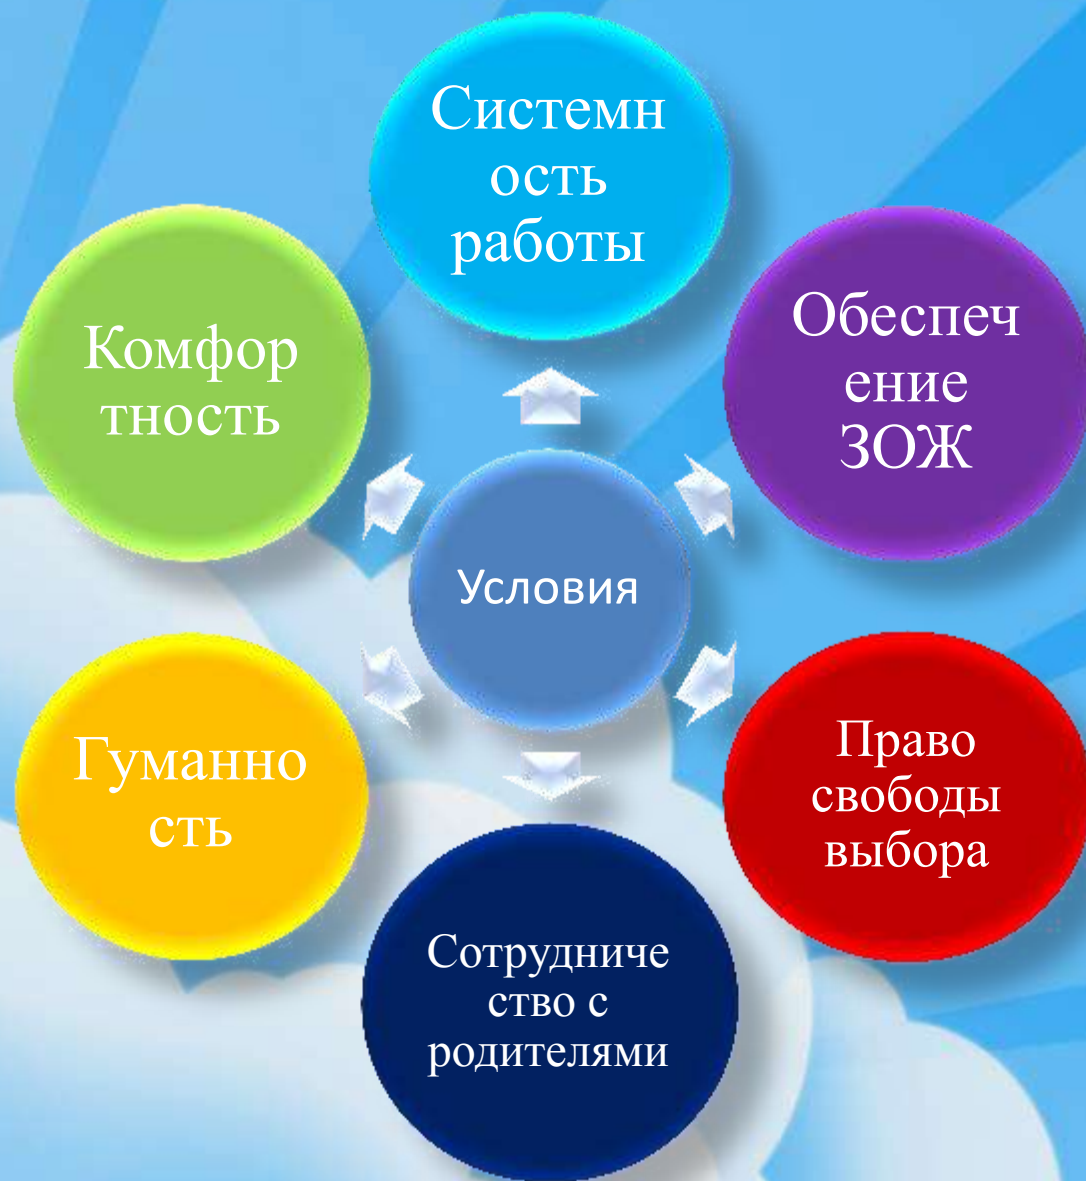 Системн
ость
работы
Обеспеч
ение
ЗОЖ
Комфор
тность
Условия
Право
свободы
выбора
Гуманно
сть
Сотрудниче
ство с
родителями